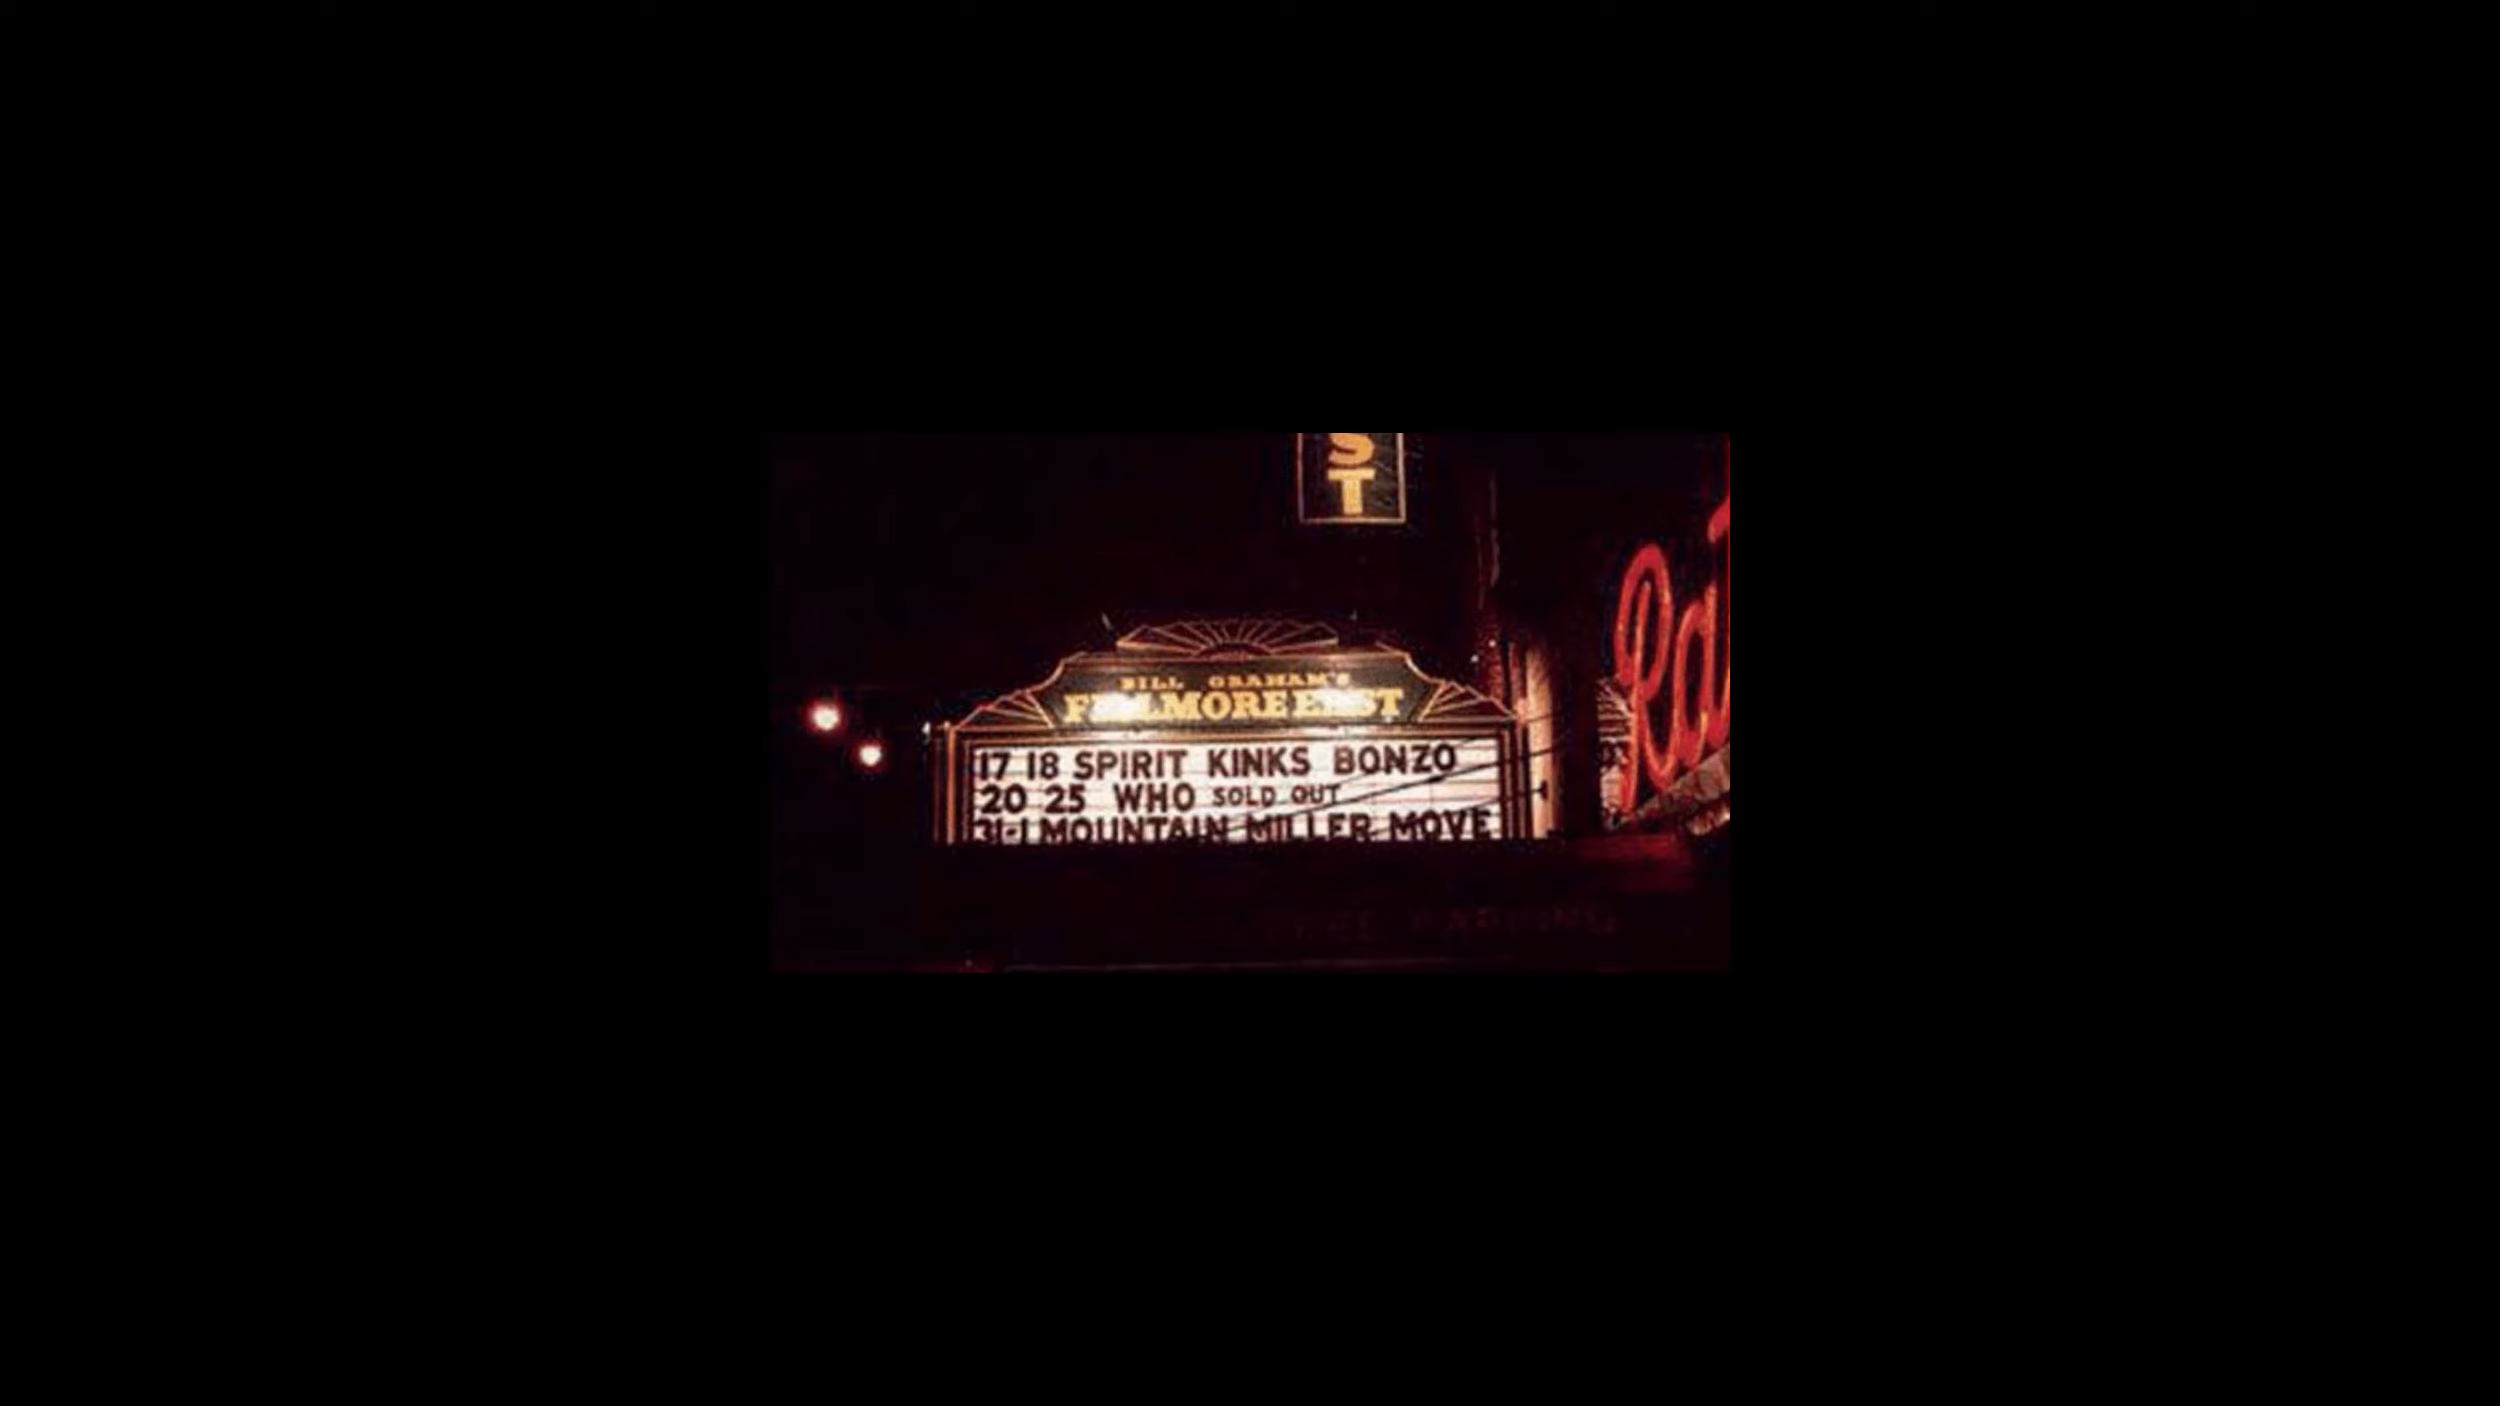 S
T
BILL GRAHAM'S
FILLMORE EAST
17 18 SPIRIT KINKS BONZO
20 25 WHO SOLD OUT
31-1 MOUNTAIN MILLER MOVE